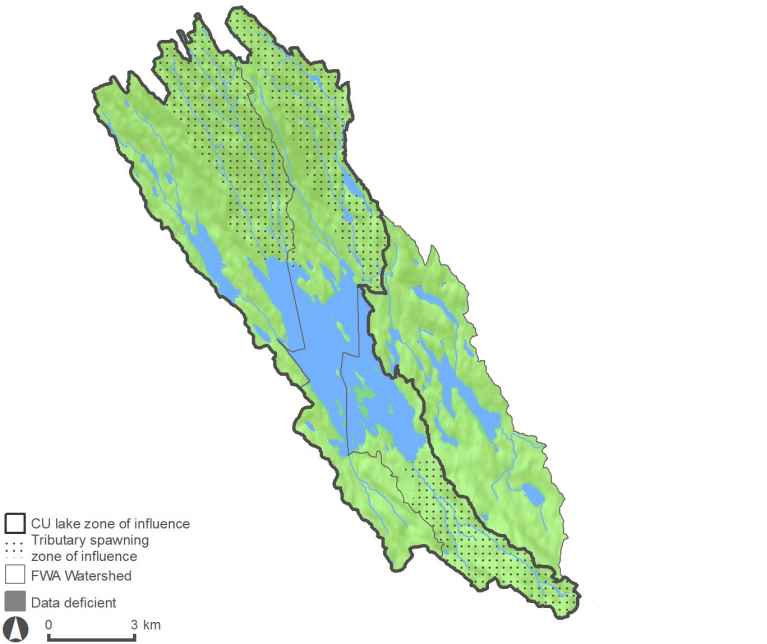 CU lake zone of influence
Tributary spawning
zone of influence
FWA Watershed
Data deficient
0 3 km